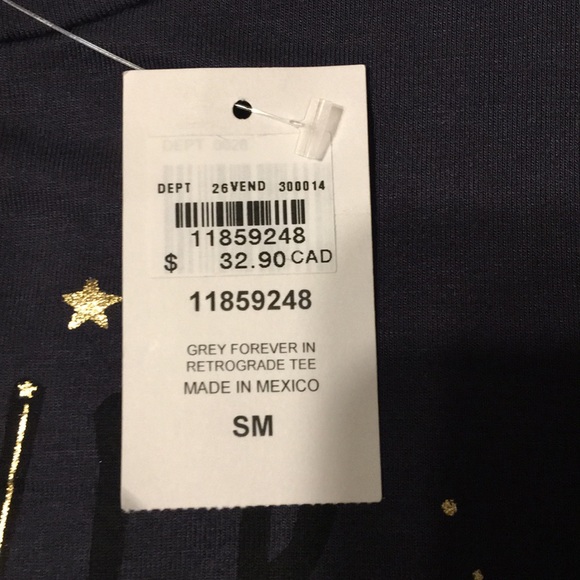 DEPT 0026
DEPT 26VEND 300014
11859248
$ 32.90 CAD
11859248
GREY FOREVER IN
RETROGRADE TEE
MADE IN MEXICO
SM